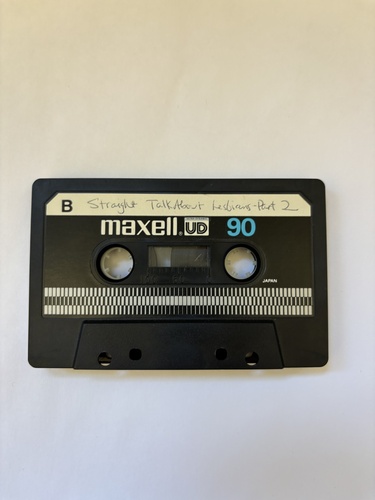 B Straight Talk About Lesbians-Part 2
maxell UD 90
JAPAN